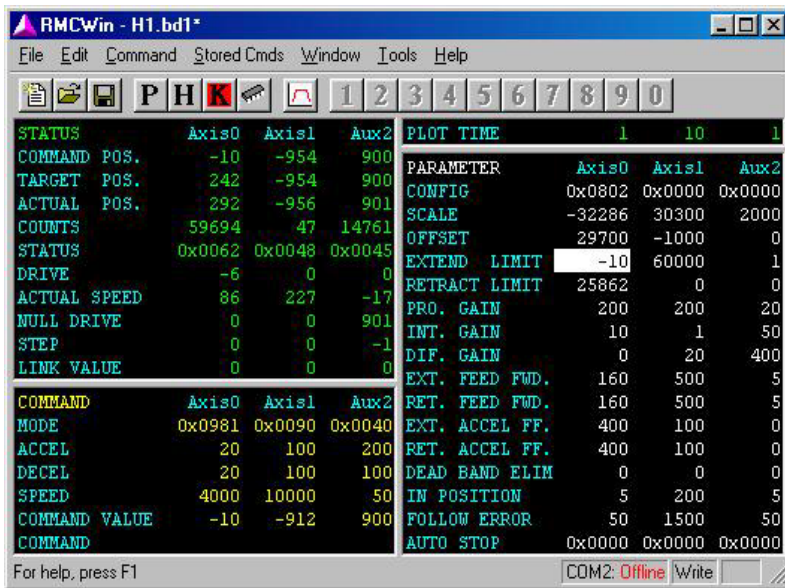 RMCWin - H1.bd1*
File Edit Command Stored Cmds Window Tools Help
P H K 1 2 3 4 5 6 7 8 9 0
STATUS Axis0 Axis1 Aux2
COMMAND POS. -10 -954 900
TARGET POS. 242 -954 900
ACTUAL POS. 292 -956 901
COUNTS 59694 47 14761
STATUS 0x0062 0x0048 0x0045
DRIVE -6 0 0
ACTUAL SPEED 86 227 -17
NULL DRIVE 0 0 901
STEP 0 0 -1
LINK VALUE 0 0 0
COMMAND Axis0 Axis1 Aux2
MODE 0x0981 0x0090 0x0040
ACCEL 20 100 200
DECEL 20 100 100
SPEED 4000 10000 50
COMMAND VALUE -10 -912 900
COMMAND
PLOT TIME 1 10 1
PARAMETER Axis0 Axis1 Aux2
CONFIG 0x0802 0x0000 0x0000
SCALE -32286 30300 2000
OFFSET 29700 -1000 0
EXTEND LIMIT -10 60000 1
RETRACT LIMIT 25862 0 0
PRO. GAIN 200 200 20
INT. GAIN 10 1 50
DIF. GAIN 0 20 400
EXT. FEED FWD. 160 500 5
RET. FEED FWD. 160 500 5
EXT. ACCEL FF. 400 100 0
RET. ACCEL FF. 400 100 0
DEAD BAND ELIM 0 0 0
IN POSITION 5 200 5
FOLLOW ERROR 50 1500 50
AUTO STOP 0x0000 0x0000 0x0000
For help, press F1
COM2: Offline Write